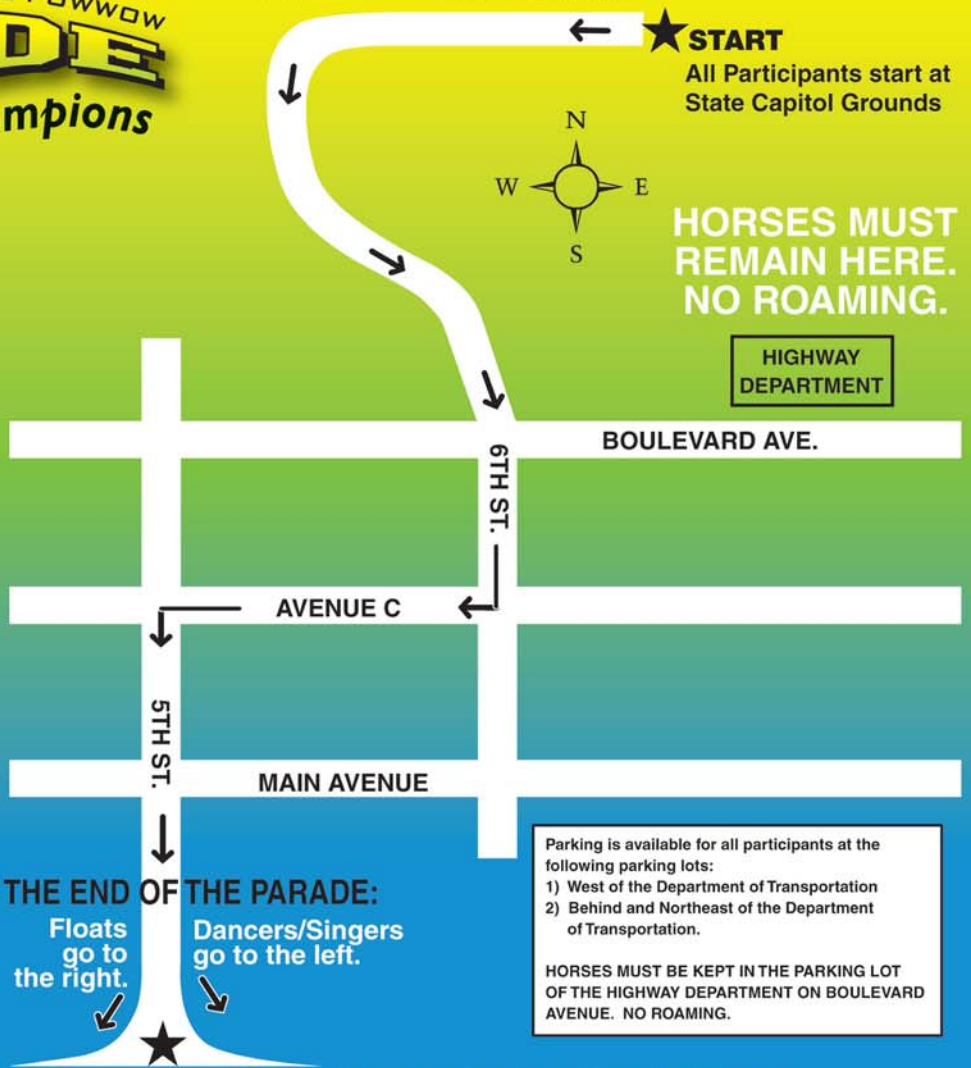 POWWOW
DE
mpions
START
All Participants start at
State Capitol Grounds
N
W
E
S
HORSES MUST
REMAIN HERE.
NO ROAMING.
HIGHWAY
DEPARTMENT
BOULEVARD AVE.
6TH ST.
AVENUE C
5TH ST.
MAIN AVENUE
THE END OF THE PARADE:
Floats
go to
the right.
Dancers/Singers
go to the left.
Parking is available for all participants at the
following parking lots:
1) West of the Department of Transportation
2) Behind and Northeast of the Department
of Transportation.
HORSES MUST BE KEPT IN THE PARKING LOT
OF THE HIGHWAY DEPARTMENT ON BOULEVARD
AVENUE. NO ROAMING.